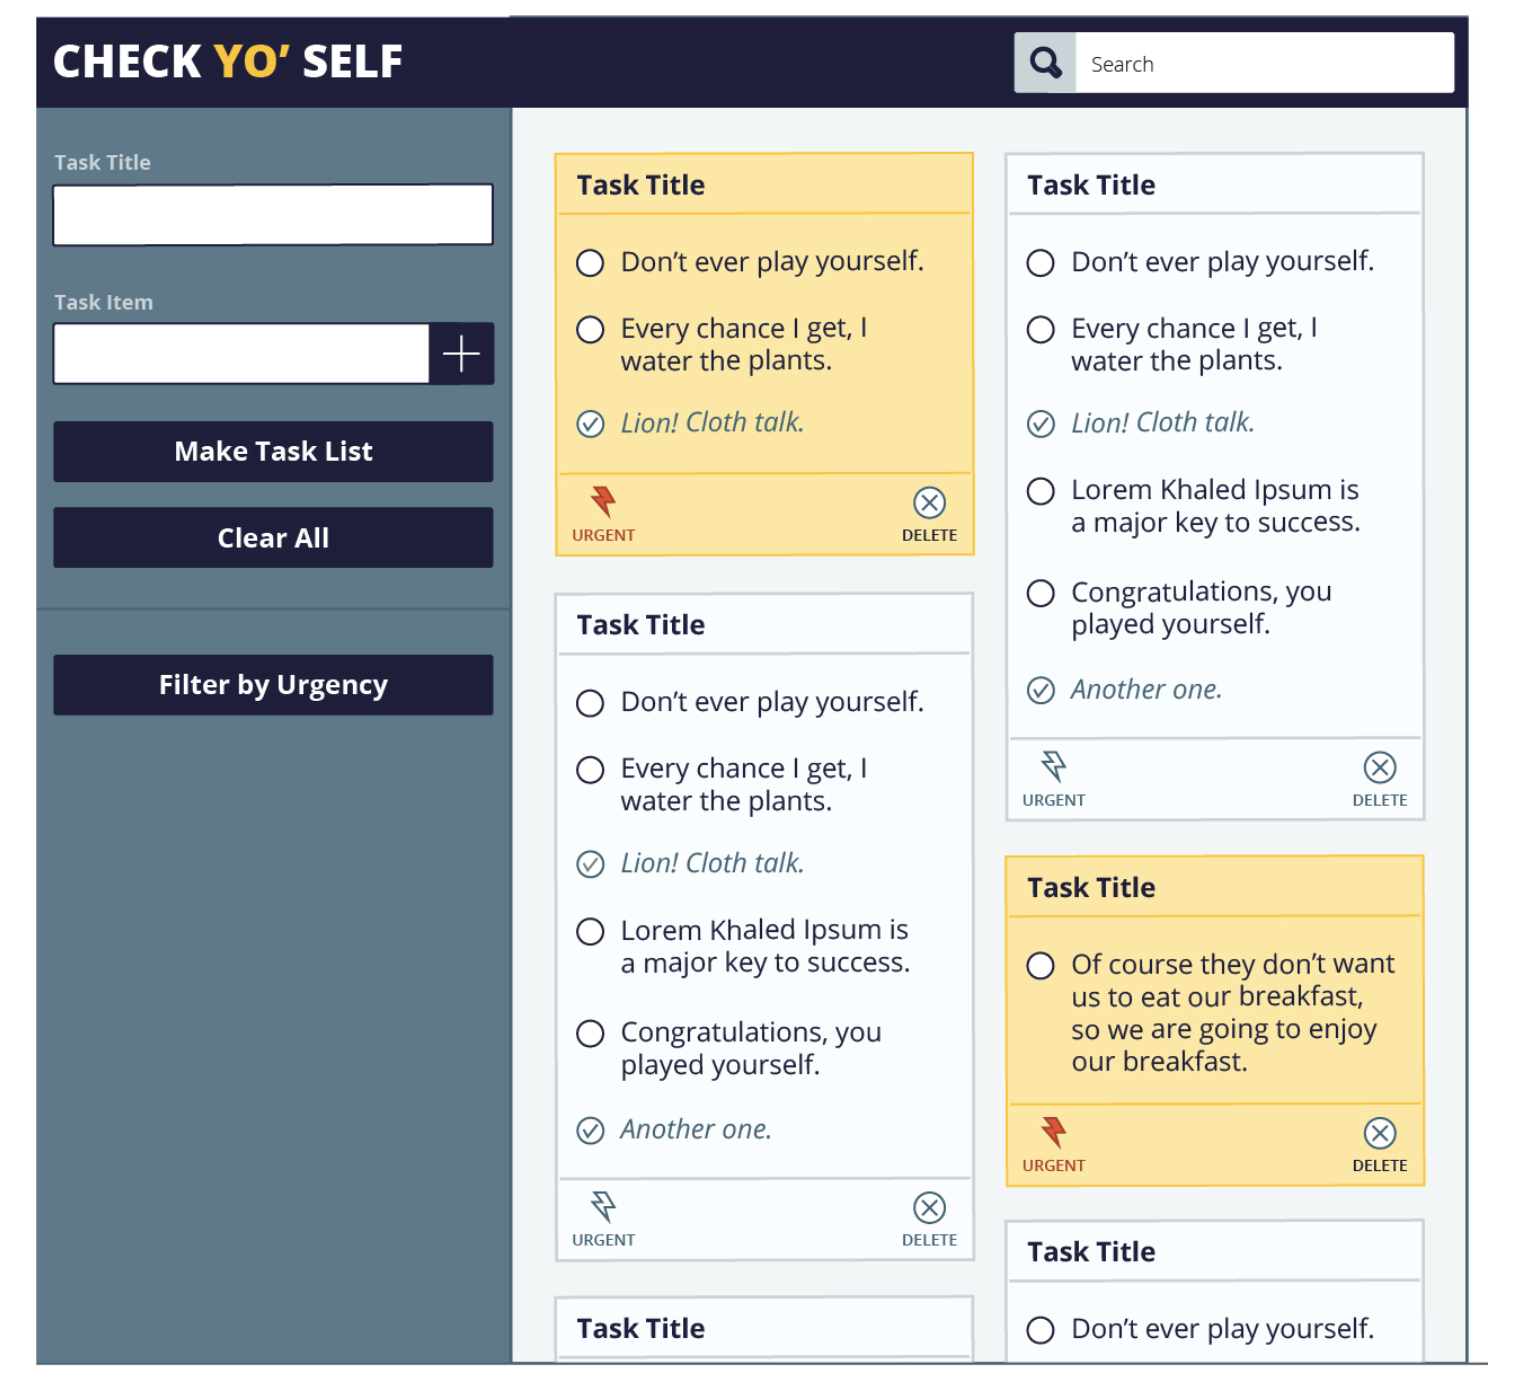 CHECK YO’ SELF
Search
Task Title
Task Item
Make Task List
Clear All
Filter by Urgency
Task Title
Don’t ever play yourself.
Every chance I get, I
water the plants.
Lion! Cloth talk.
URGENT
DELETE
Task Title
Don’t ever play yourself.
Every chance I get, I
water the plants.
Lion! Cloth talk.
Lorem Khaled Ipsum is
a major key to success.
Congratulations, you
played yourself.
Another one.
URGENT
DELETE
Task Title
Task Title
Don’t ever play yourself.
Every chance I get, I
water the plants.
Lion! Cloth talk.
Lorem Khaled Ipsum is
a major key to success.
Congratulations, you
played yourself.
Another one.
URGENT
DELETE
Task Title
Of course they don’t want
us to eat our breakfast,
so we are going to enjoy
our breakfast.
URGENT
DELETE
Task Title
Don’t ever play yourself.